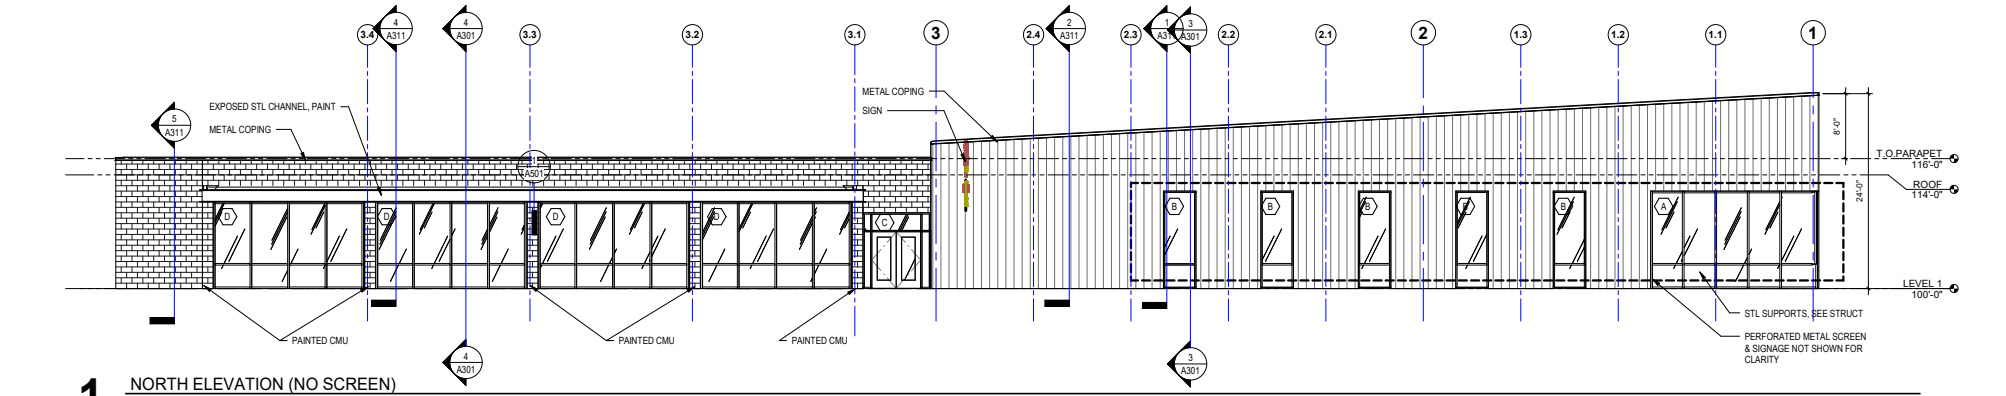 4
A311
4
A301
2
A311
1
A311
3
A301
3.4
3.3
3.2
3.1
3
2.4
2.3
2.2
2.1
2
1.3
1.2
1.1
1
5
A311
EXPOSED STL CHANNEL, PAINT
METAL COPING
1
A501
METAL COPING
SIGN
8'-0"
24'-0"
T.O.PARAPET
116'-0"
ROOF
114'-0"
LEVEL 1
100'-0"
D
D
D
D
C
B
B
B
B
B
A
PAINTED CMU
PAINTED CMU
PAINTED CMU
STL SUPPORTS, SEE STRUCT
PERFORATED METAL SCREEN
& SIGNAGE NOT SHOWN FOR
CLARITY
4
A301
3
A301
1
NORTH ELEVATION (NO SCREEN)